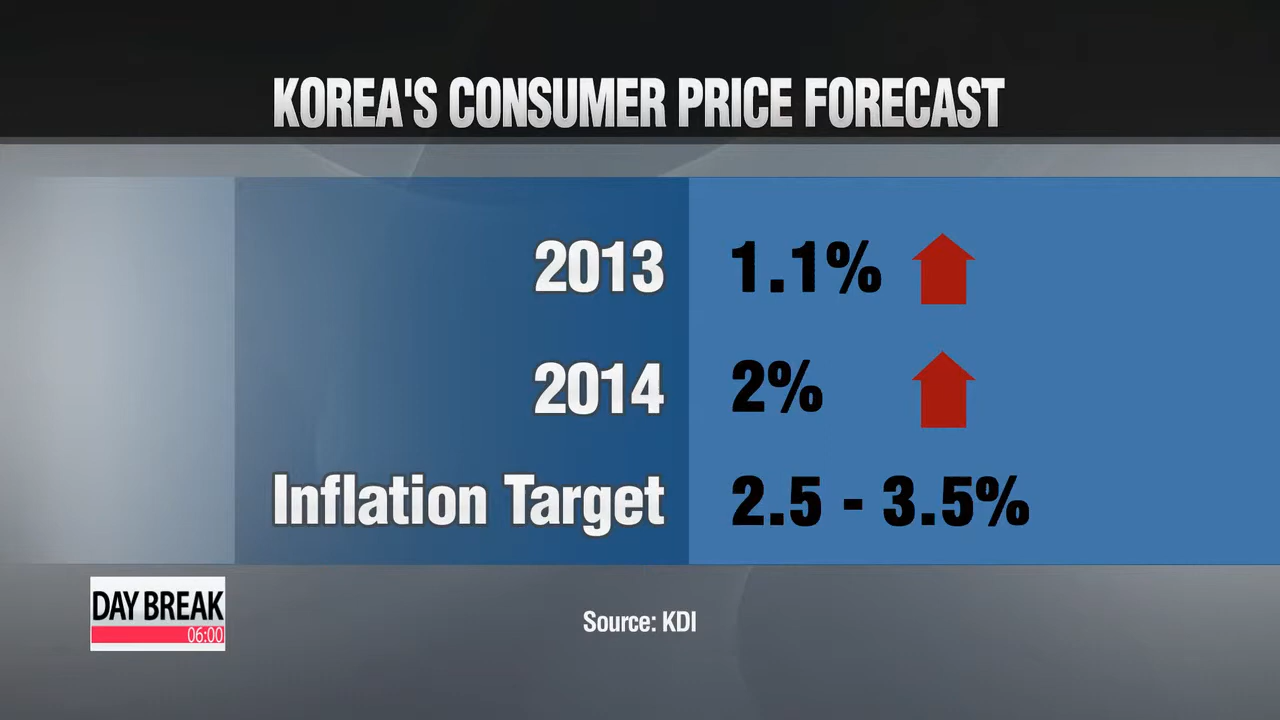 KOREA'S CONSUMER PRICE FORECAST
2013 1.1%
2014 2%
Inflation Target 2.5 - 3.5%
DAY BREAK
06:00
Source: KDI